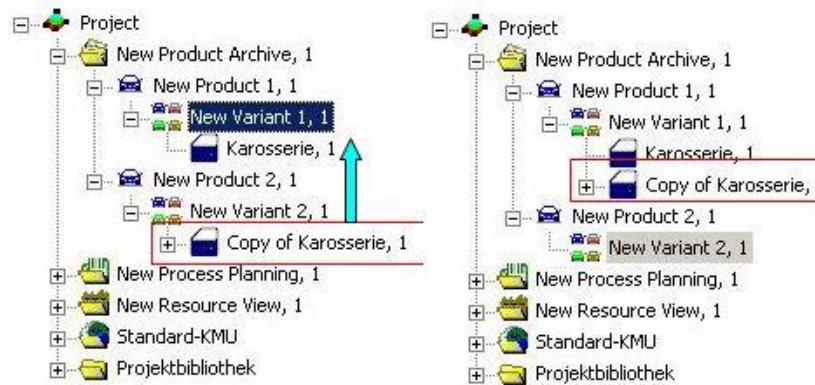 Project
New Product Archive, 1
New Product 1, 1
New Variant 1, 1
Karosserie, 1
New Product 2, 1
New Variant 2, 1
Copy of Karosserie, 1
New Process Planning, 1
New Resource View, 1
Standard-KMU
Projektbibliothek
Project
New Product Archive, 1
New Product 1, 1
New Variant 1, 1
Karosserie, 1
Copy of Karosserie,
New Product 2, 1
New Variant 2, 1
New Process Planning, 1
New Resource View, 1
Standard-KMU
Projektbibliothek